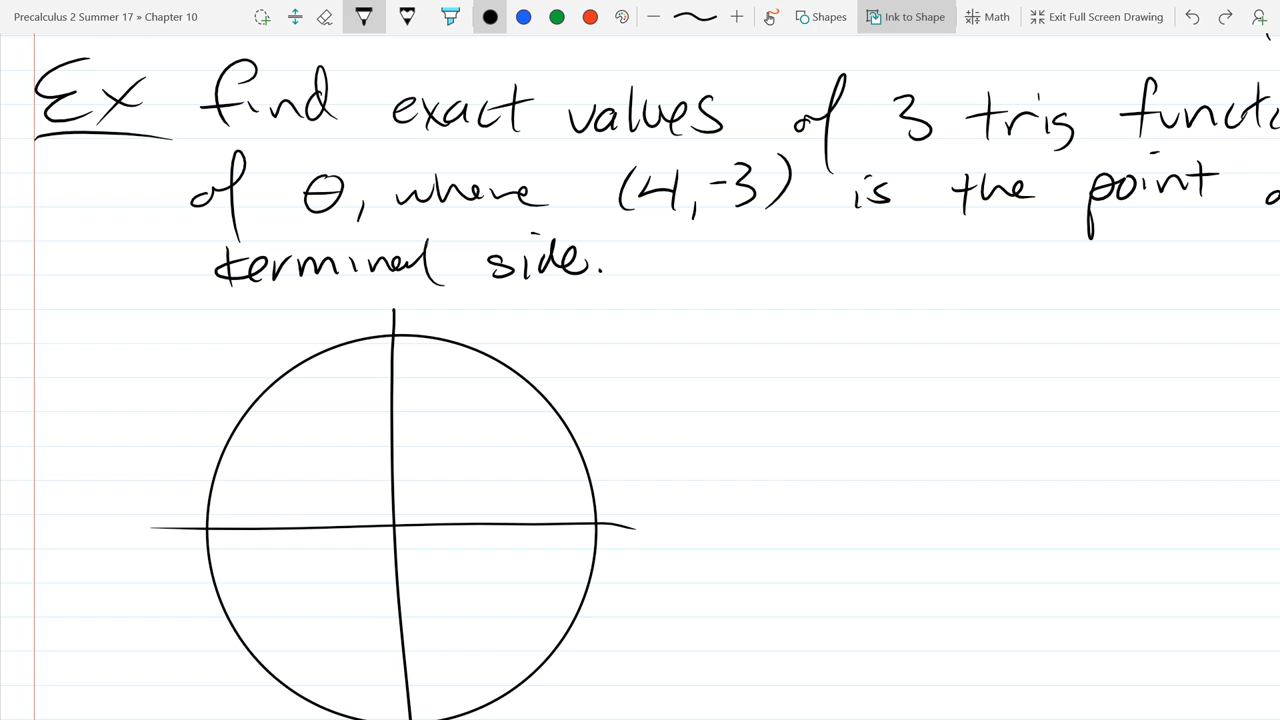 Precalculus 2 Summer 17 » Chapter 10
Shapes
Ink to Shape
Math
Exit Full Screen Drawing
Ex find exact values of 3 trig functi
of θ, where (4,-3) is the point
terminal side.